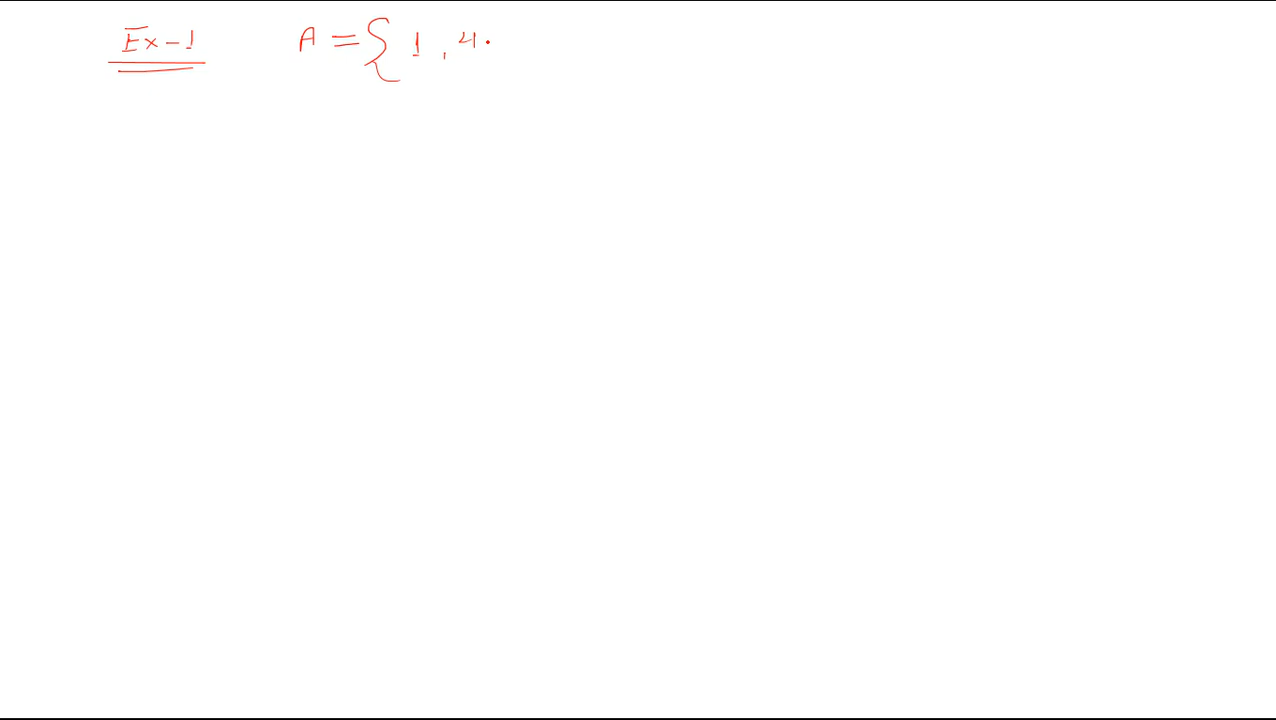 Ex-1 A = { 1, 4.